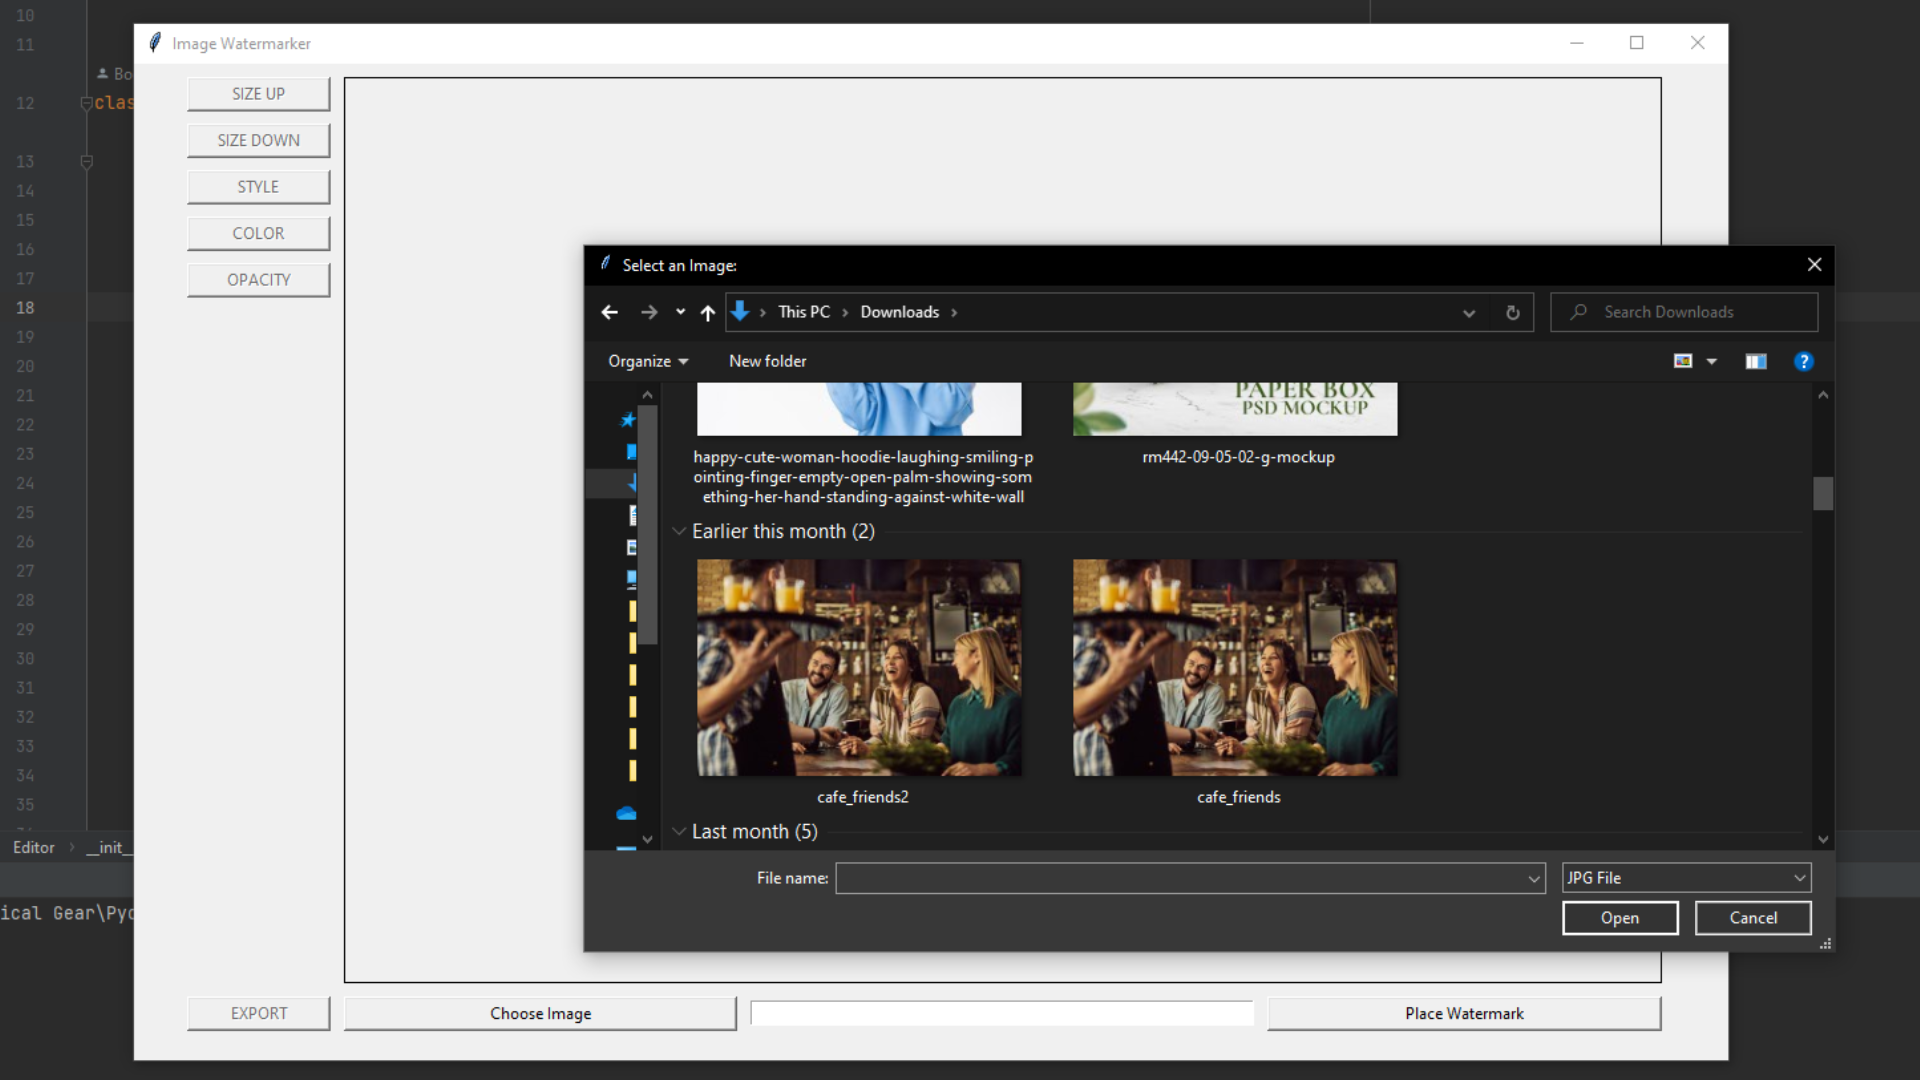 10
11
Image Watermarker
Bo
12
clas
SIZE UP
SIZE DOWN
STYLE
COLOR
OPACITY
13
14
15
16
17
18
19
20
21
22
23
24
25
26
27
28
29
30
31
32
33
34
35
Select an Image:
This PC
Downloads
Search Downloads
Organize
New folder
?
PAPER BOX
PSD MOCKUP
happy-cute-woman-hoodie-laughing-smiling-p
ointing-finger-empty-open-palm-showing-som
ething-her-hand-standing-against-white-wall
rm442-09-05-02-g-mockup
Earlier this month (2)
cafe_friends2
cafe_friends
Last month (5)
File name:
JPG File
Open
Cancel
Editor
__init__
ical Gear\Pyc
EXPORT
Choose Image
Place Watermark